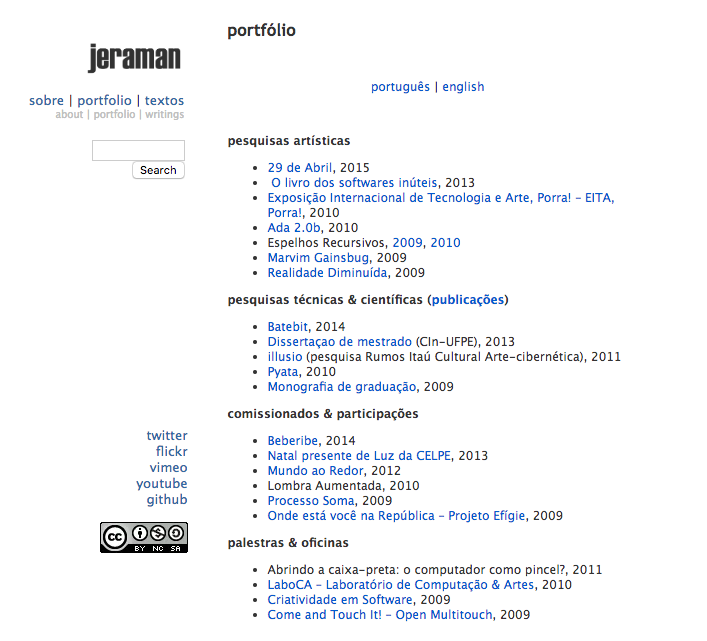 jeraman
sobre | portfolio | textos
about | portfolio | writings
Search
twitter
flickr
vimeo
youtube
github
cc
BY NC SA
portfólio
português | english
pesquisas artísticas
29 de Abril, 2015
O livro dos softwares inúteis, 2013
Exposição Internacional de Tecnologia e Arte, Porra! – EITA,
Porra!, 2010
Ada 2.0b, 2010
Espelhos Recursivos, 2009, 2010
Marvim Gainsbug, 2009
Realidade Diminuída, 2009
pesquisas técnicas & científicas (publicações)
Batebit, 2014
Dissertaçao de mestrado (CIn-UFPE), 2013
illusio (pesquisa Rumos Itaú Cultural Arte-cibernética), 2011
Pyata, 2010
Monografia de graduação, 2009
comissionados & participações
Beberibe, 2014
Natal presente de Luz da CELPE, 2013
Mundo ao Redor, 2012
Lombra Aumentada, 2010
Processo Soma, 2009
Onde está você na República – Projeto Efígie, 2009
palestras & oficinas
Abrindo a caixa-preta: o computador como pincel?, 2011
LaboCA – Laboratório de Computação & Artes, 2010
Criatividade em Software, 2009
Come and Touch It! – Open Multitouch, 2009